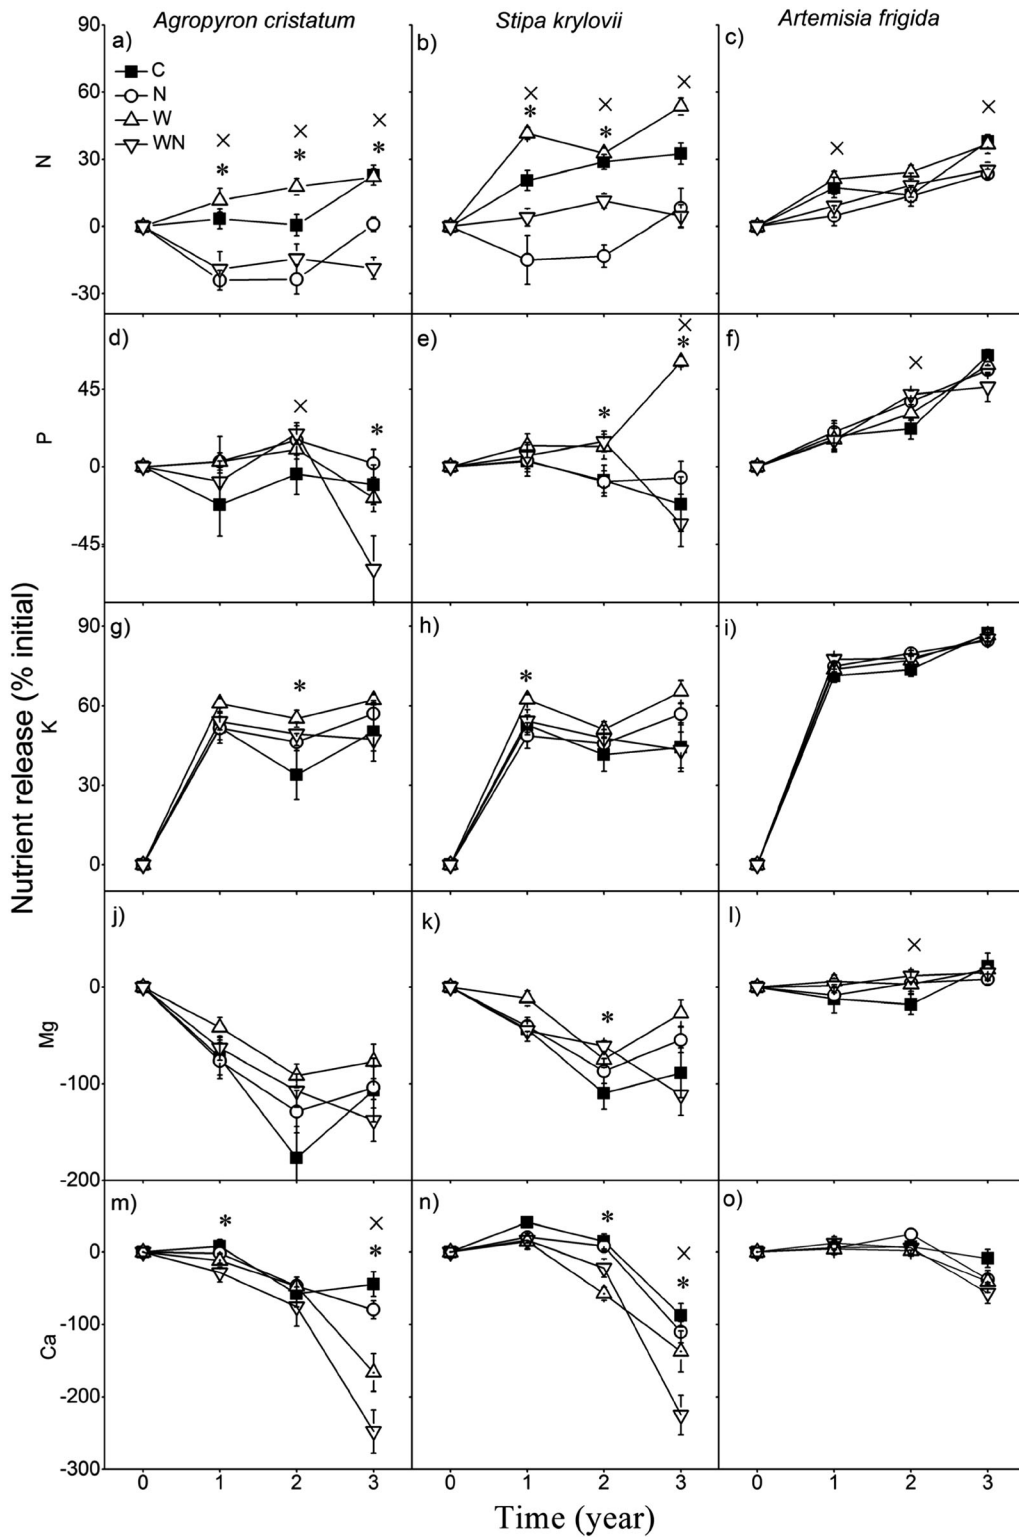 Agropyron cristatum Stipa krylovii Artemisia frigida
90 a) b) c)
C
60 N
W
N 30 WN
0
-30
d) e) f)
45
P 0
-45
Nutrient release (% initial)
90 g) h) i)
60
K
30
0
j) k) l)
0
Mg
-100
-200
m) n) o)
0
-100
Ca
-200
-300
0 1 2 3 0 1 2 3 0 1 2 3
Time (year)